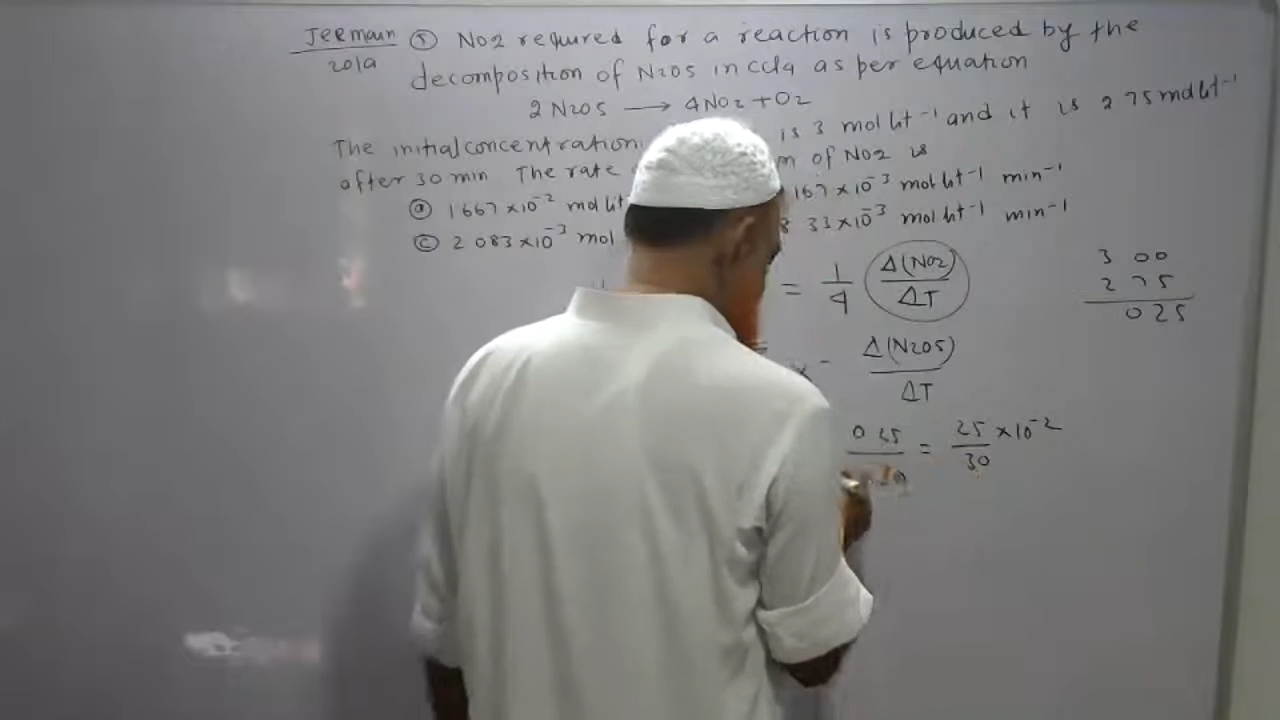 Jeemain ⑤ NO2 required for a reaction is produced by the
2019 decomposition of N2O5 in CCl4 as per equation
2 N2O5 → 4NO2 + O2
The initial concentration is 3 mol lit⁻¹ and it is 2 75 mol lit⁻¹
after 30 min The rate of NO2 is
ⓐ 1 667 × 10⁻² mol lit 167 × 10⁻³ mol lit⁻¹ min⁻¹
ⓒ 2 083 × 10⁻³ mol 8 33 × 10⁻³ mol lit⁻¹ min⁻¹
= 1/4 Δ(NO2)/ΔT
3 00
2 75
0 25
x - Δ(N2O5)/ΔT
0 25 = 25/30 × 10⁻²